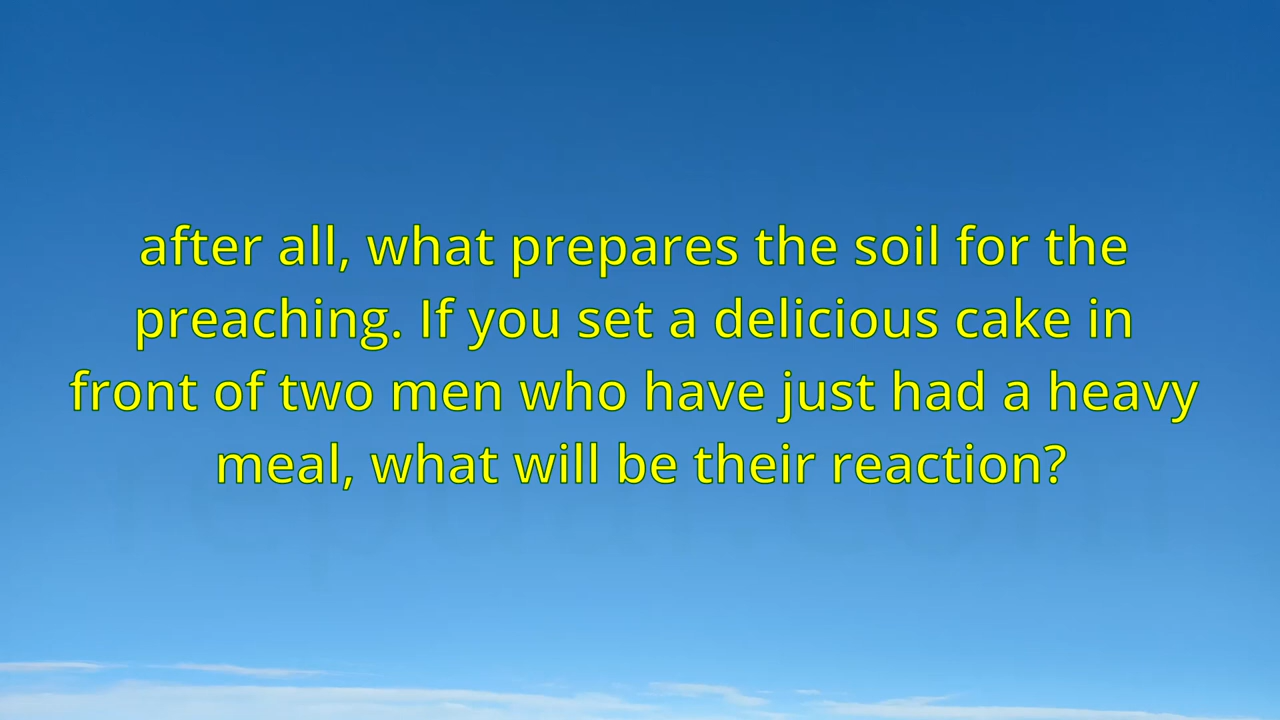 after all, what prepares the soil for the
preaching. If you set a delicious cake in
front of two men who have just had a heavy
meal, what will be their reaction?